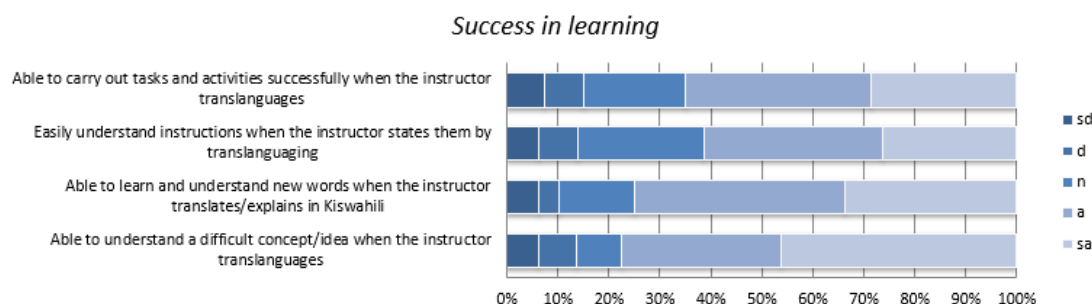 Success in learning
Able to carry out tasks and activities successfully when the instructor
translanguages
Easily understand instructions when the instructor states them by
translanguaging
Able to learn and understand new words when the instructor
translates/explains in Kiswahili
Able to understand a difficult concept/idea when the instructor
translanguages
0% 10% 20% 30% 40% 50% 60% 70% 80% 90% 100%
sd
d
n
a
sa